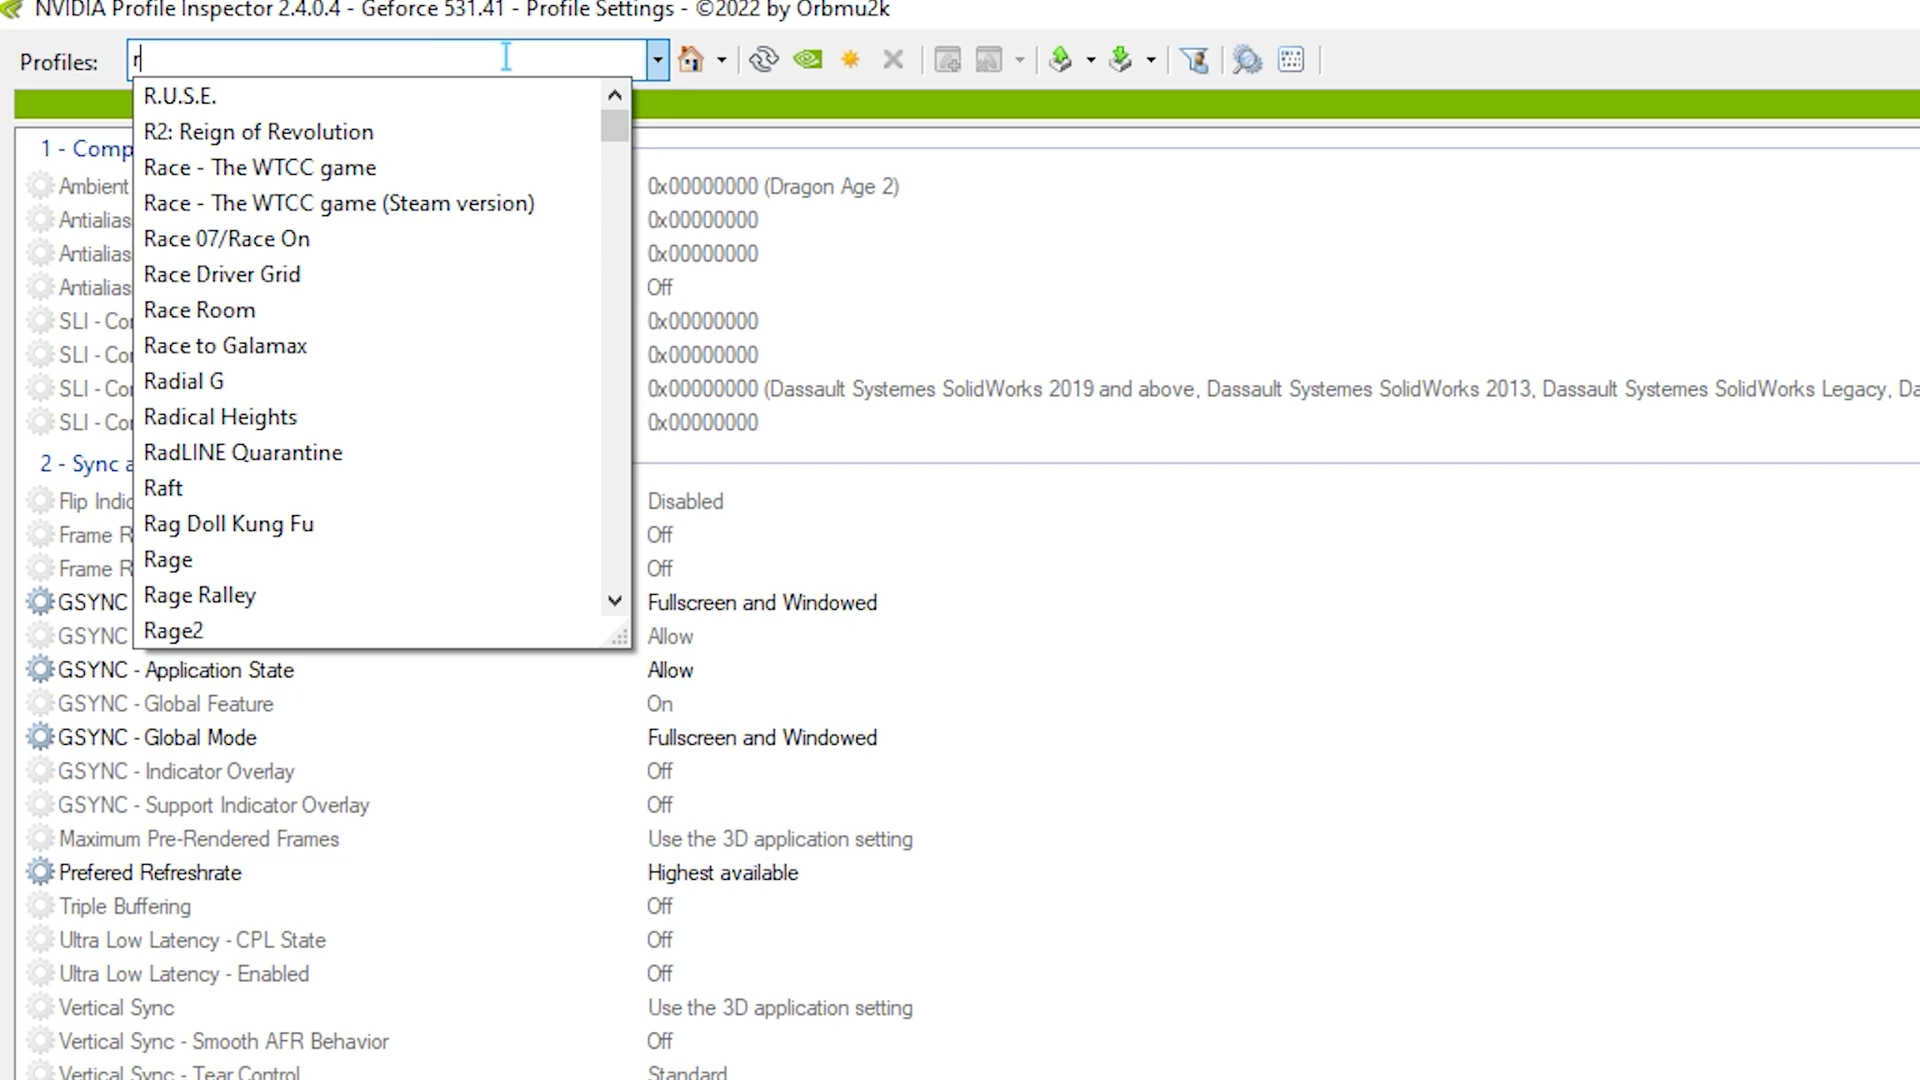 NVIDIA Profile Inspector 2.4.0.4 - Geforce 531.41 - Profile Settings - ©2022 by Orbmu2k
Profiles: r
R.U.S.E.
R2: Reign of Revolution
Race - The WTCC game
Race - The WTCC game (Steam version)
Race 07/Race On
Race Driver Grid
Race Room
Race to Galamax
Radial G
Radical Heights
RadLINE Quarantine
Raft
Rag Doll Kung Fu
Rage
Rage Ralley
Rage2
1 - Comp
Ambient 0x00000000 (Dragon Age 2)
Antialias 0x00000000
Antialias 0x00000000
Antialias Off
SLI - Co 0x00000000
SLI - Co 0x00000000
SLI - Co 0x00000000 (Dassault Systemes SolidWorks 2019 and above, Dassault Systemes SolidWorks 2013, Dassault Systemes SolidWorks Legacy, Da
SLI - Co 0x00000000
2 - Sync a
Flip Indic Disabled
Frame R Off
Frame R Off
GSYNC Fullscreen and Windowed
GSYNC Allow
GSYNC - Application State Allow
GSYNC - Global Feature On
GSYNC - Global Mode Fullscreen and Windowed
GSYNC - Indicator Overlay Off
GSYNC - Support Indicator Overlay Off
Maximum Pre-Rendered Frames Use the 3D application setting
Prefered Refreshrate Highest available
Triple Buffering Off
Ultra Low Latency - CPL State Off
Ultra Low Latency - Enabled Off
Vertical Sync Use the 3D application setting
Vertical Sync - Smooth AFR Behavior Off
Vertical Sync - Tear Control Standard